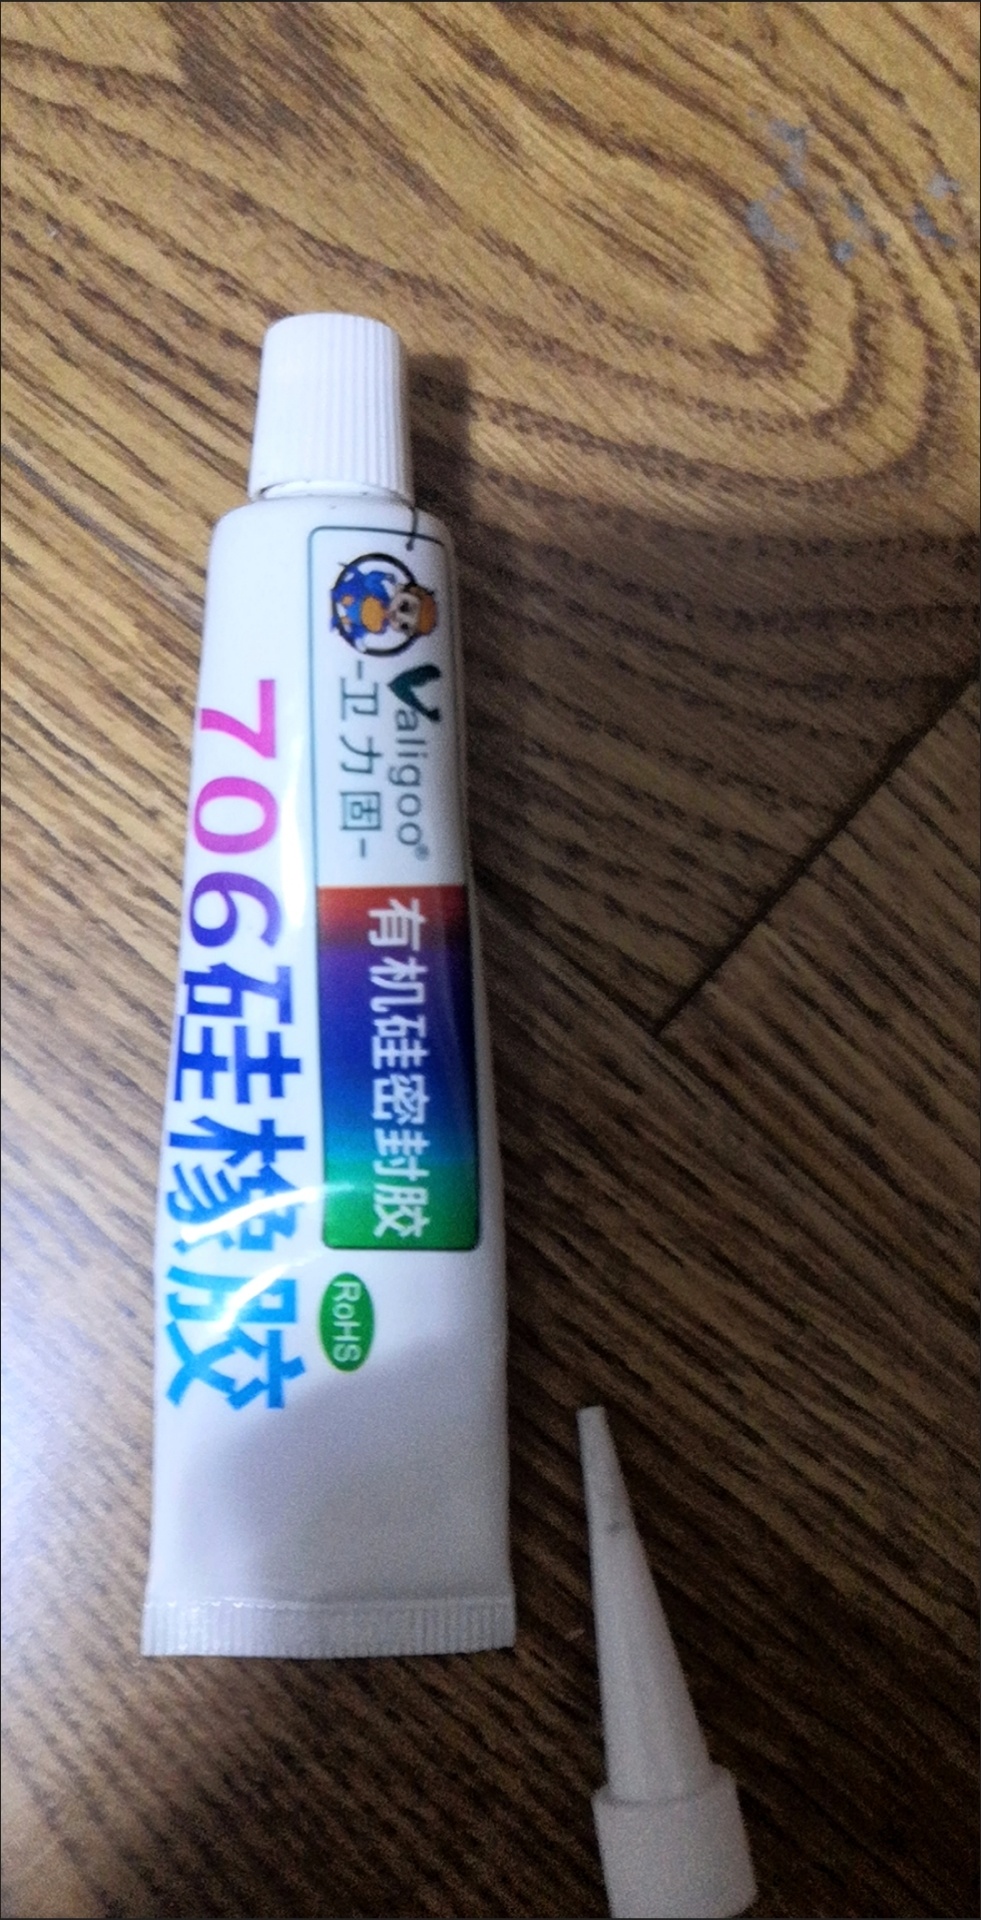 Valigoo®
-卫力固-
有机硅密封胶
706硅橡胶
RoHS